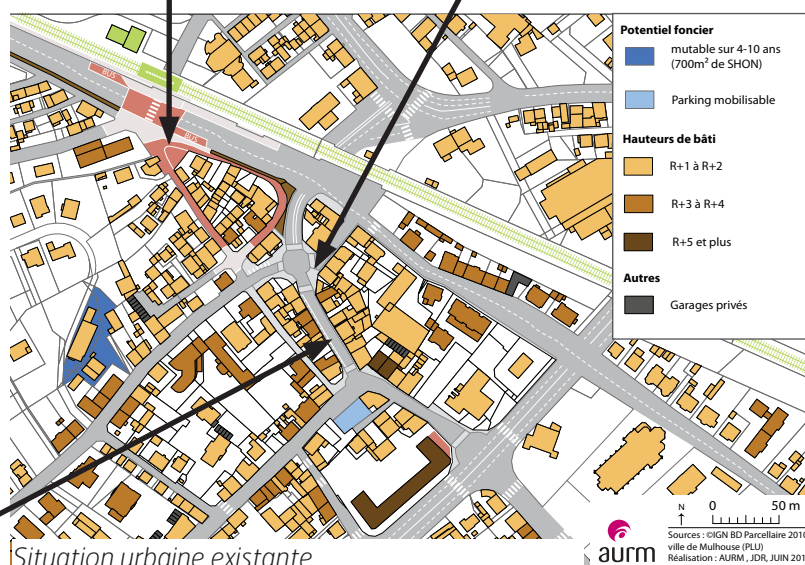 BUS
BUS
Potentiel foncier
mutable sur 4-10 ans
(700m² de SHON)
Parking mobilisable
Hauteurs de bâti
R+1 à R+2
R+3 à R+4
R+5 et plus
Autres
Garages privés
N
0 50 m
Situation urbaine existante
aurm
Sources : ©IGN BD Parcellaire 2010
ville de Mulhouse (PLU)
Réalisation : AURM , JDR, JUIN 201